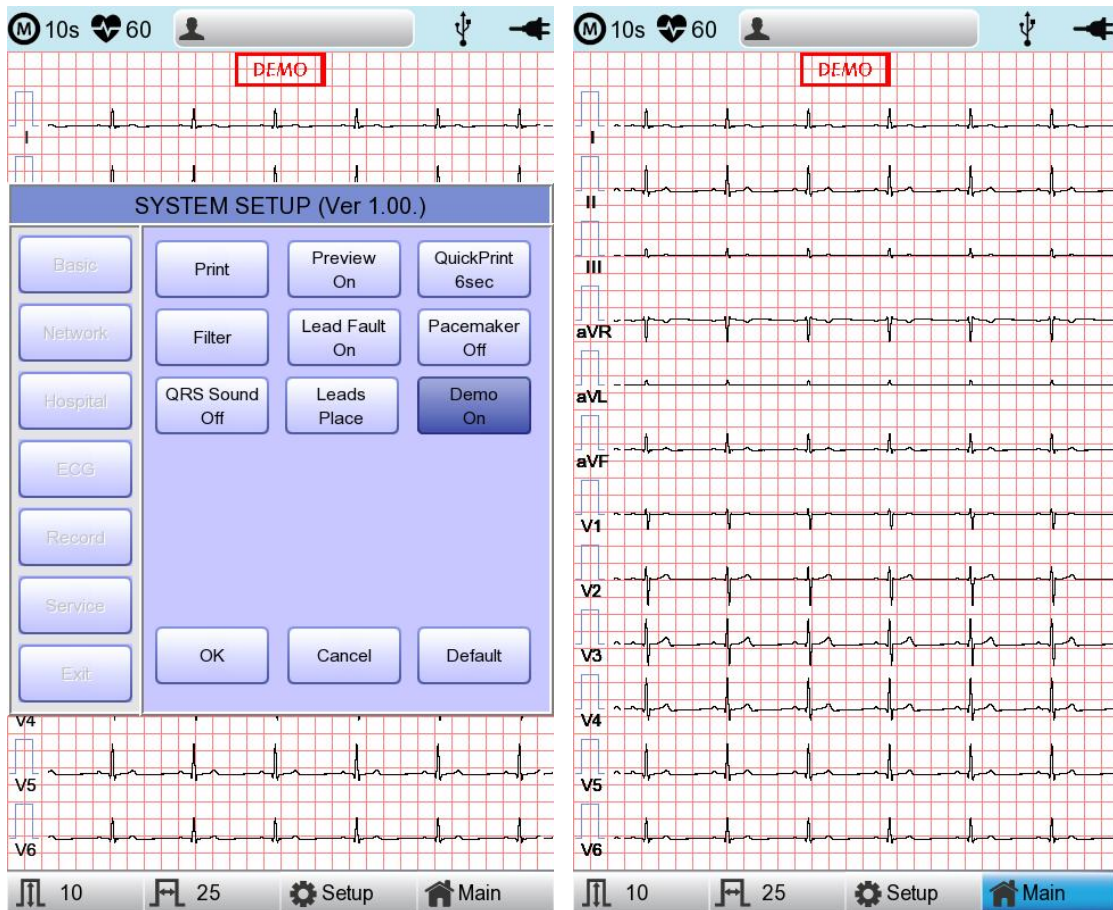 M 10s 60
DEMO
I
SYSTEM SETUP (Ver 1.00.)
Basic
Network
Hospital
ECG
Record
Service
Exit
Print
Preview
On
QuickPrint
6sec
Filter
Lead Fault
On
Pacemaker
Off
QRS Sound
Off
Leads
Place
Demo
On
OK
Cancel
Default
V4
V5
V6
10
25
Setup
Main
M 10s 60
DEMO
I
II
III
aVR
aVL
aVF
V1
V2
V3
V4
V5
V6
10
25
Setup
Main